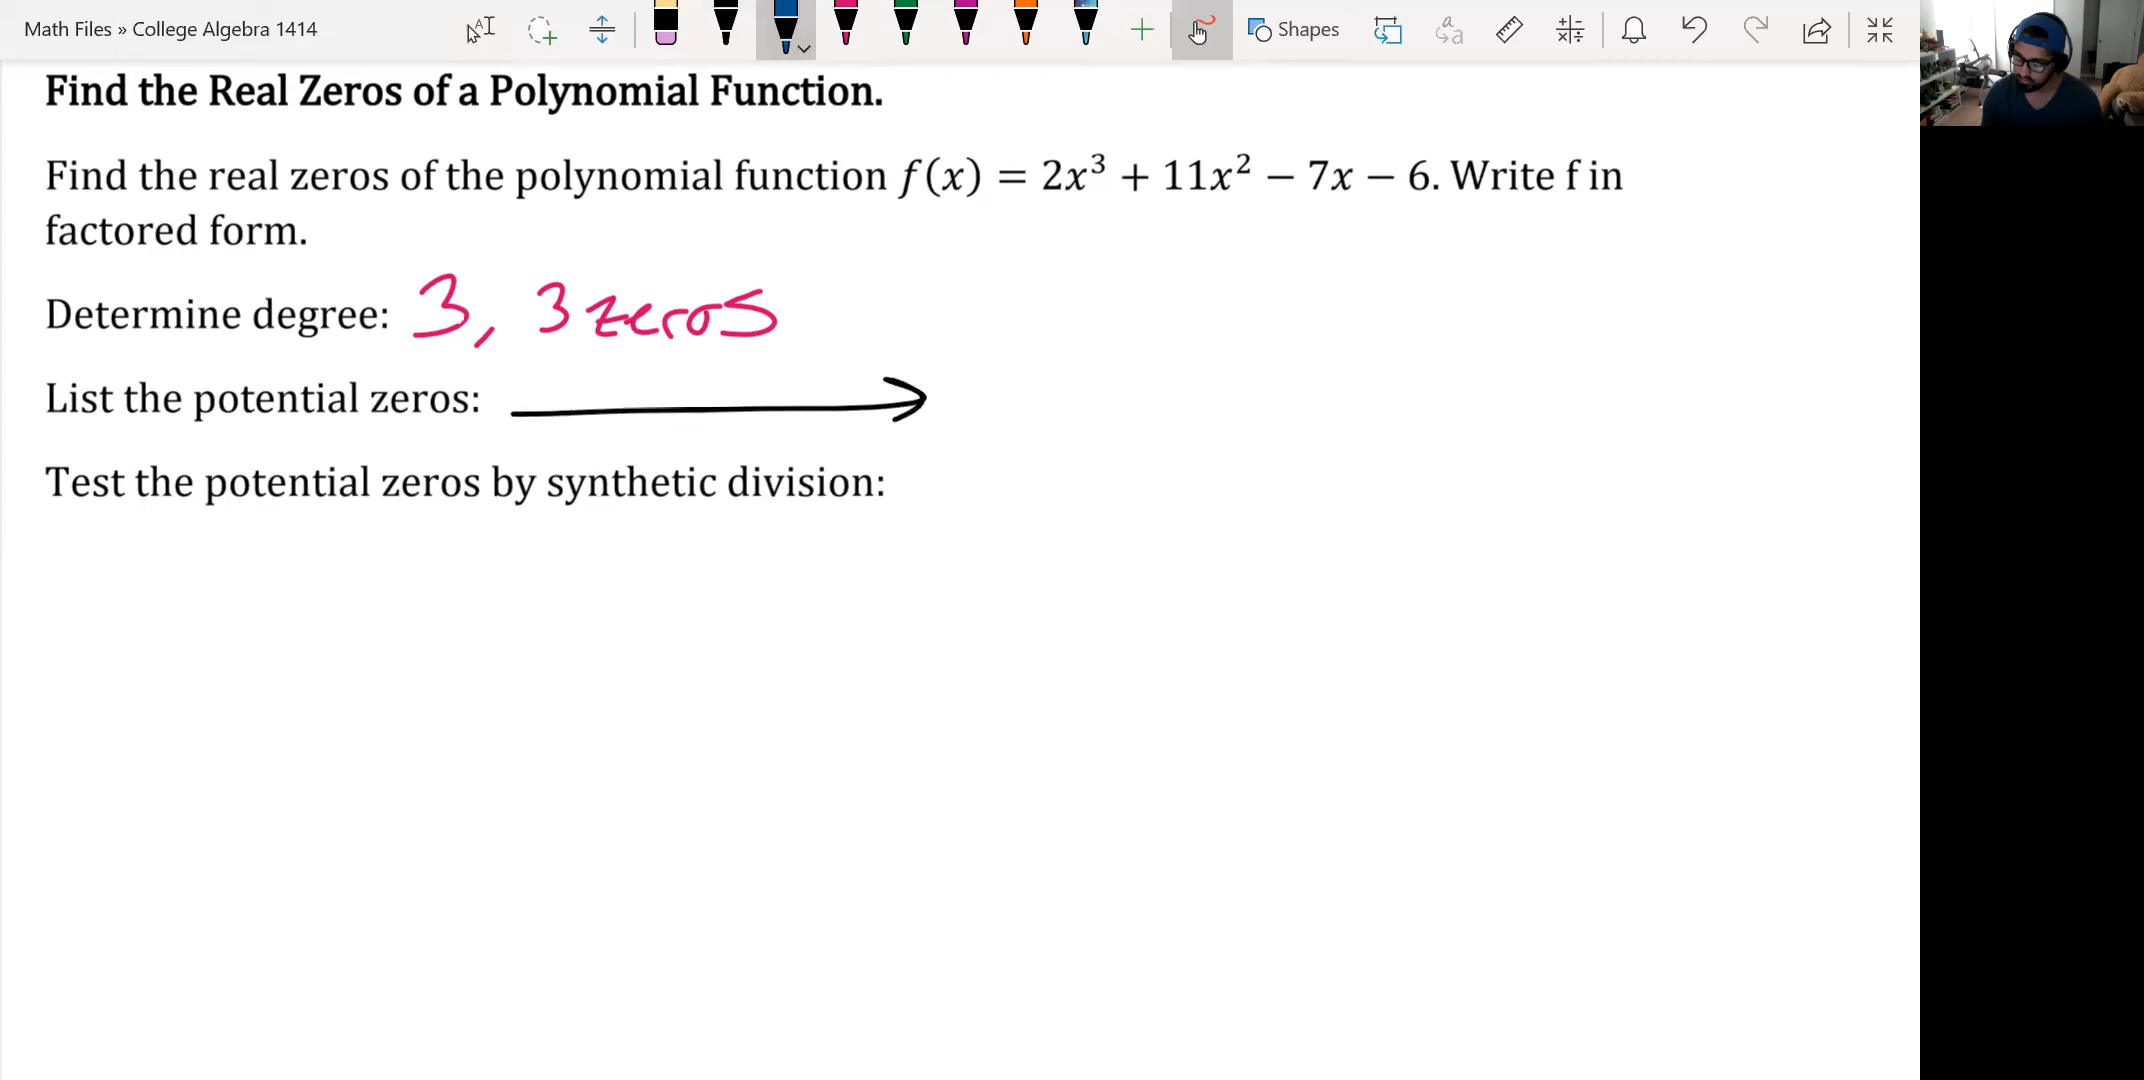 Math Files » College Algebra 1414
Shapes
Find the Real Zeros of a Polynomial Function.
Find the real zeros of the polynomial function f(x) = 2x³ + 11x² − 7x − 6. Write f in
factored form.
Determine degree: 3, 3 zeros
List the potential zeros:
Test the potential zeros by synthetic division: